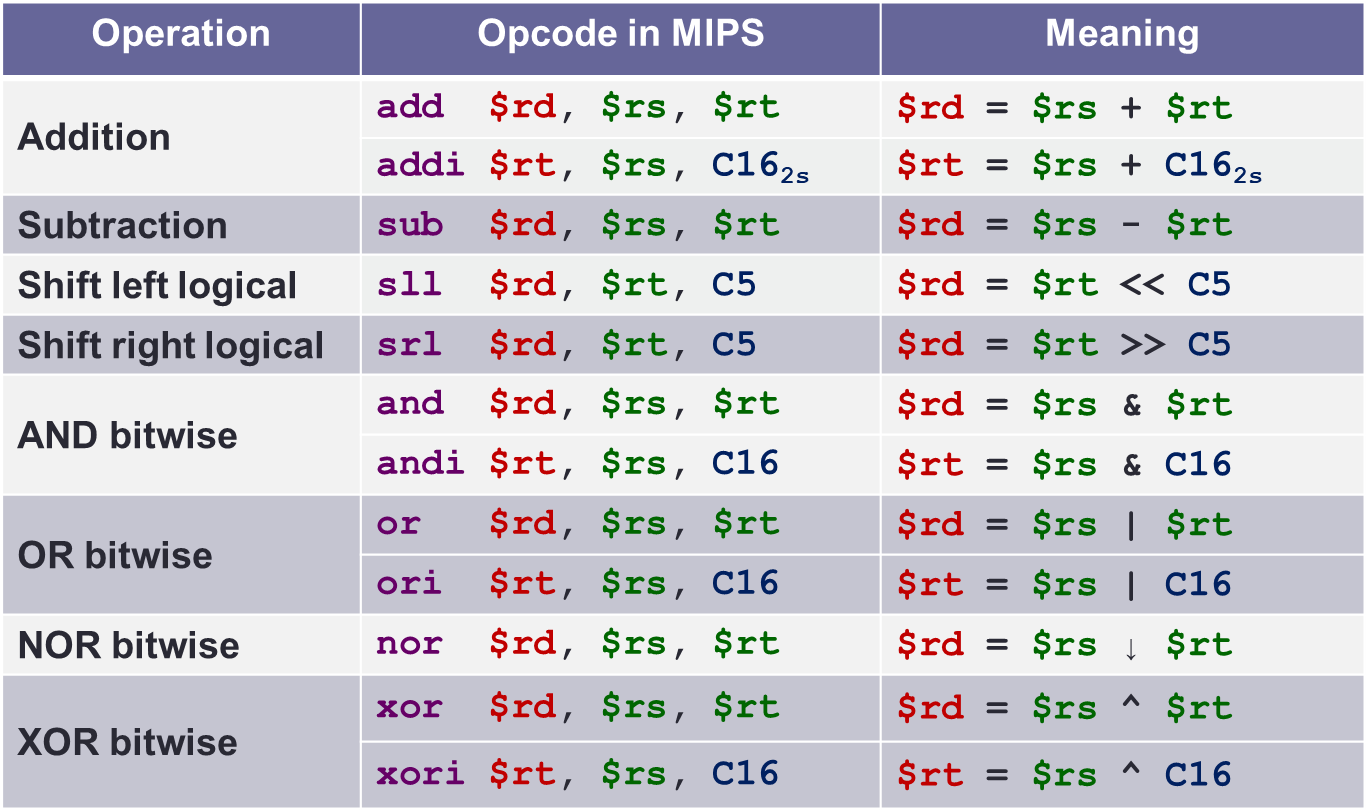 Operation Opcode in MIPS Meaning
Addition
add $rd, $rs, $rt $rd = $rs + $rt
addi $rt, $rs, C16₂ₛ $rt = $rs + C16₂ₛ
Subtraction sub $rd, $rs, $rt $rd = $rs - $rt
Shift left logical sll $rd, $rt, C5 $rd = $rt << C5
Shift right logical srl $rd, $rt, C5 $rd = $rt >> C5
AND bitwise
and $rd, $rs, $rt $rd = $rs & $rt
andi $rt, $rs, C16 $rt = $rs & C16
OR bitwise
or $rd, $rs, $rt $rd = $rs | $rt
ori $rt, $rs, C16 $rt = $rs | C16
NOR bitwise nor $rd, $rs, $rt $rd = $rs ↓ $rt
XOR bitwise
xor $rd, $rs, $rt $rd = $rs ^ $rt
xori $rt, $rs, C16 $rt = $rs ^ C16